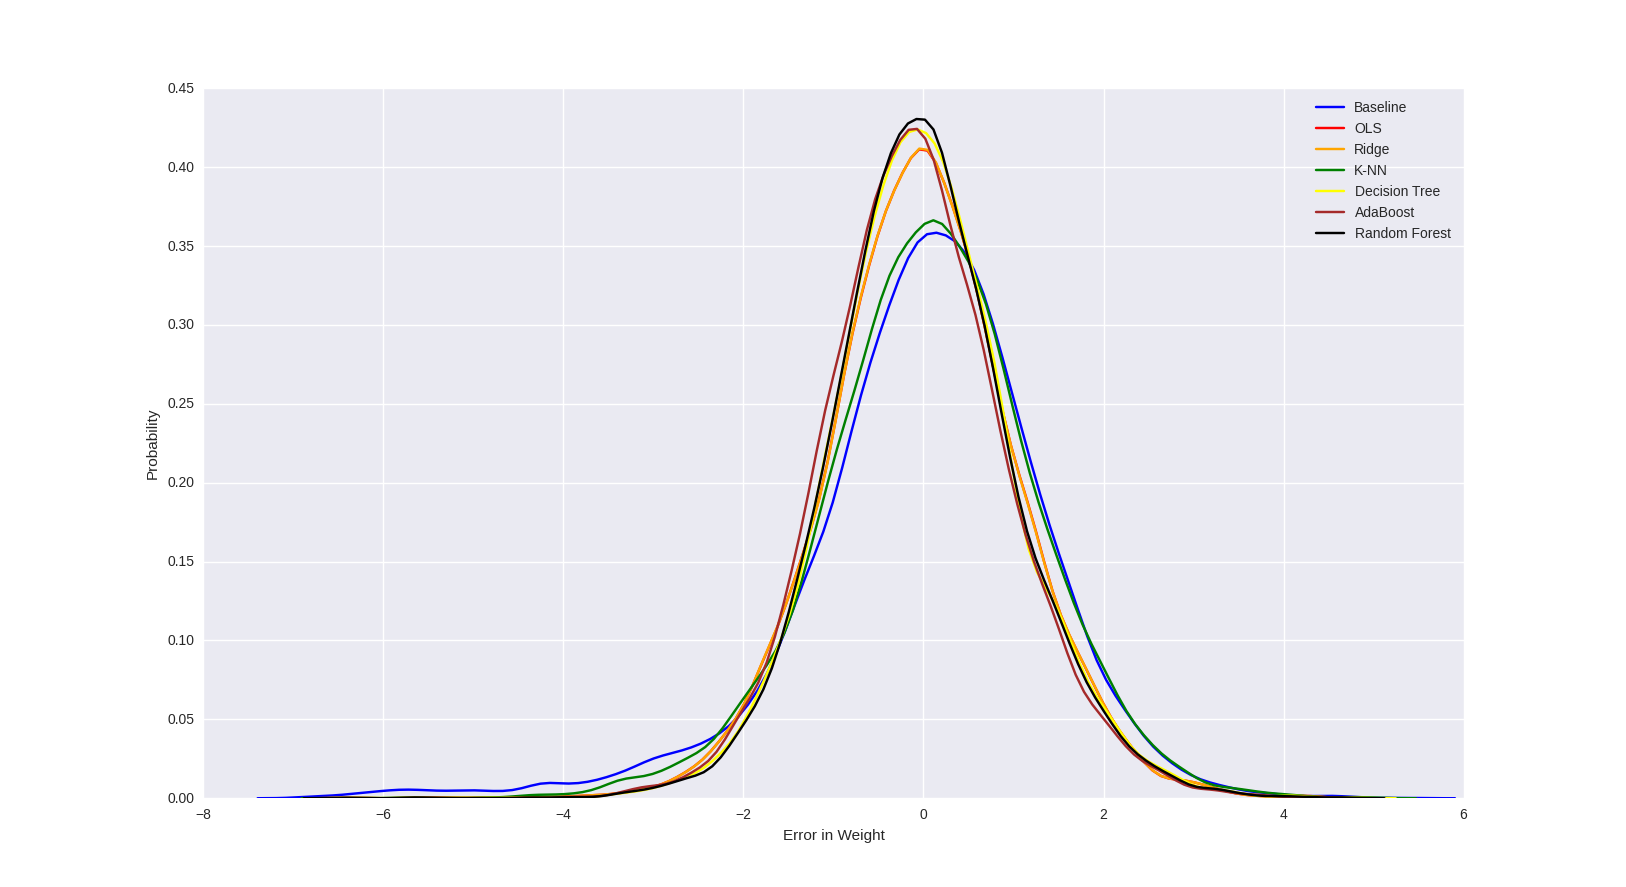 0.45
0.40
0.35
0.30
0.25
0.20
0.15
0.10
0.05
0.00
Probability
−8 −6 −4 −2 0 2 4 6
Error in Weight
Baseline
OLS
Ridge
K-NN
Decision Tree
AdaBoost
Random Forest